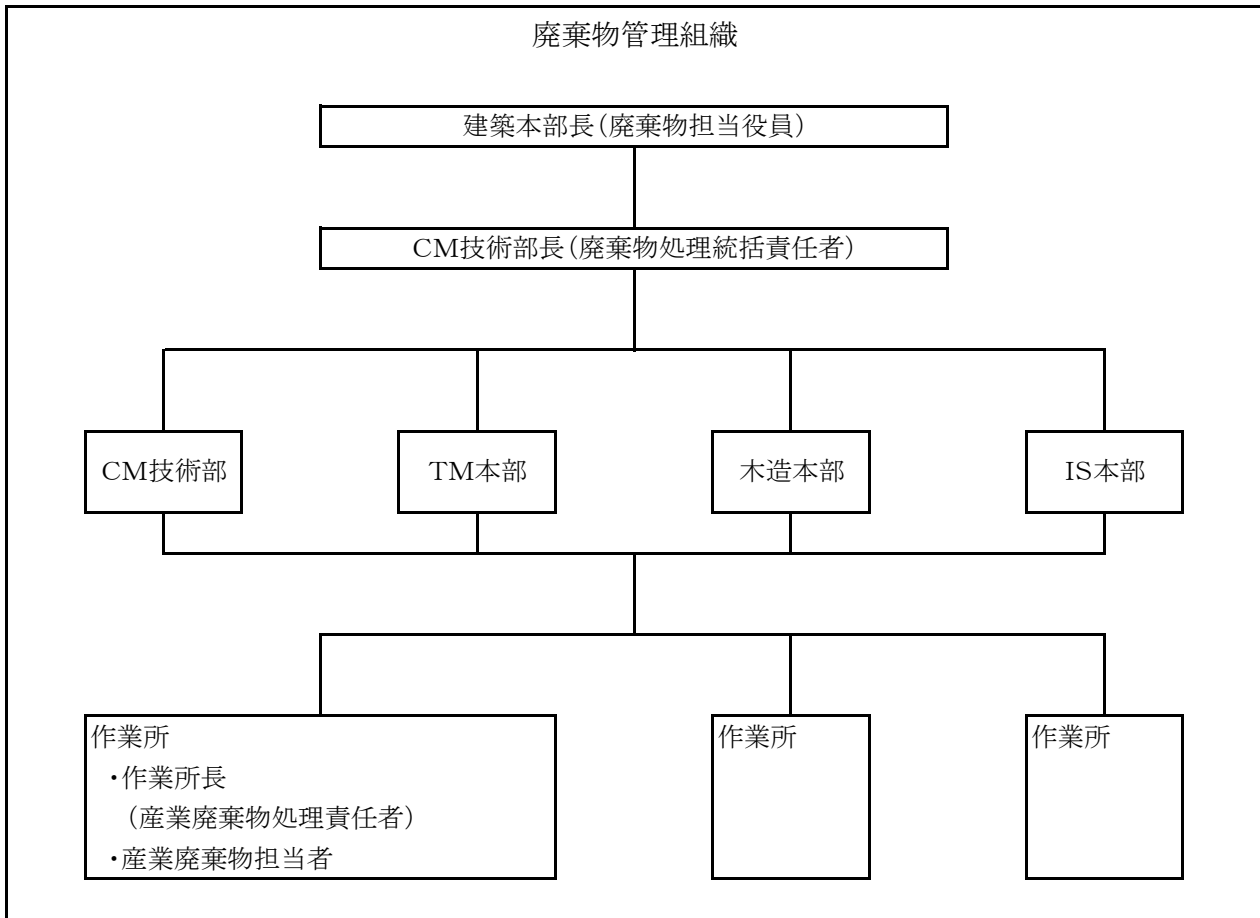 廃棄物管理組織
建築本部長(廃棄物担当役員)
CM技術部長(廃棄物処理統括責任者)
CM技術部
TM本部
木造本部
IS本部
作業所
・作業所長
(産業廃棄物処理責任者)
・産業廃棄物担当者
作業所
作業所